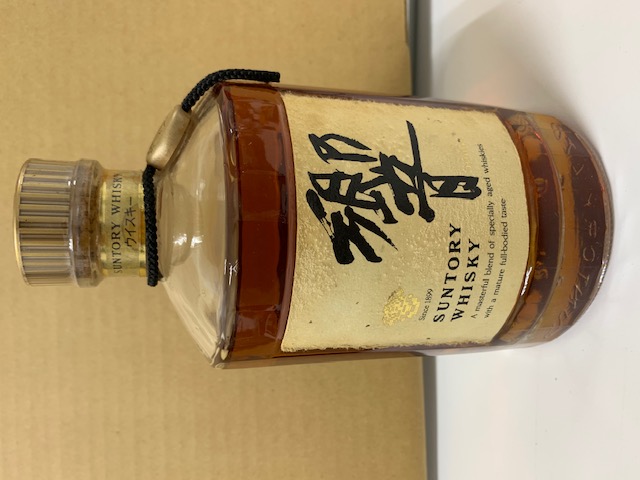 SUNTORY WHISKY
ウイスキー
響
Since 1899
SUNTORY
WHISKY
A masterful blend of specially aged whiskies
with a mature full-bodied taste